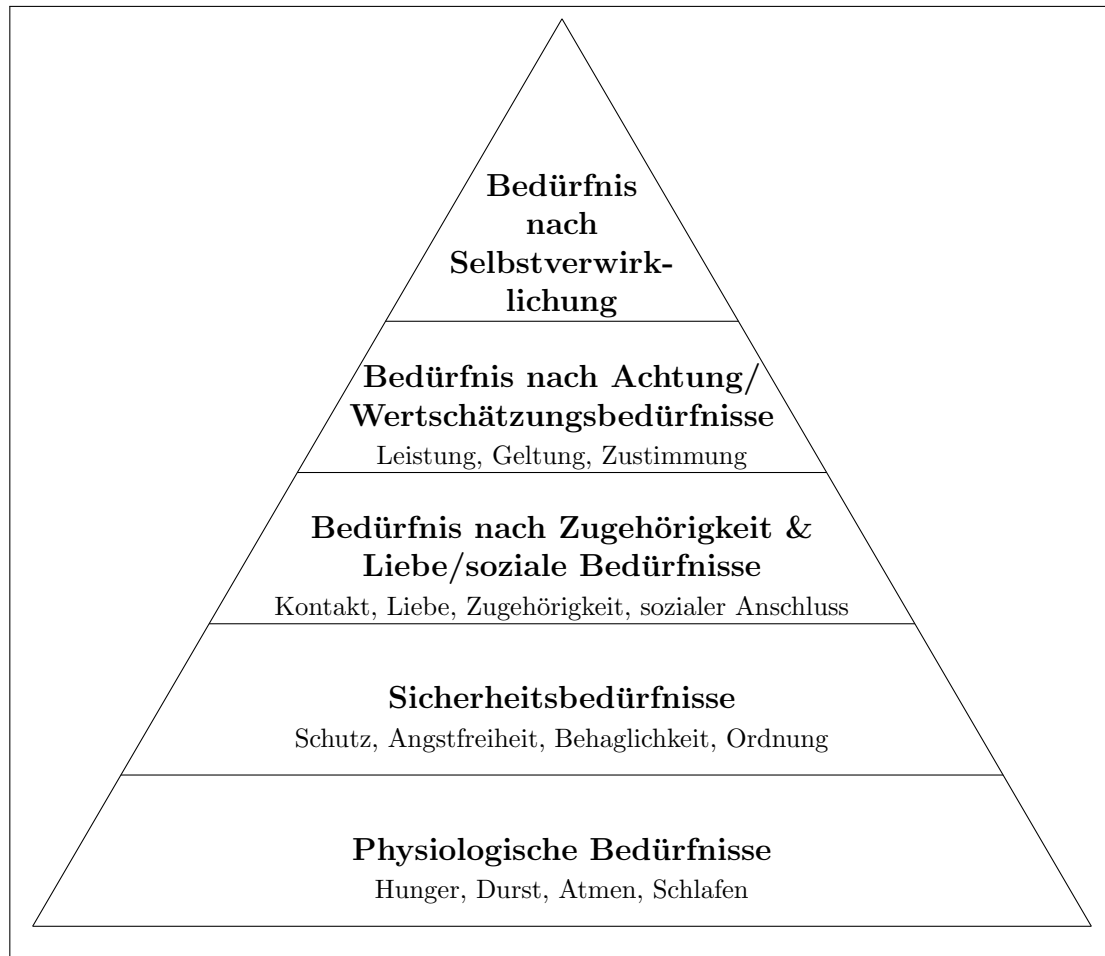 Bedürfnis
nach
Selbstverwirk-
lichung
Bedürfnis nach Achtung/
Wertschätzungsbedürfnisse
Leistung, Geltung, Zustimmung
Bedürfnis nach Zugehörigkeit &
Liebe/soziale Bedürfnisse
Kontakt, Liebe, Zugehörigkeit, sozialer Anschluss
Sicherheitsbedürfnisse
Schutz, Angstfreiheit, Behaglichkeit, Ordnung
Physiologische Bedürfnisse
Hunger, Durst, Atmen, Schlafen